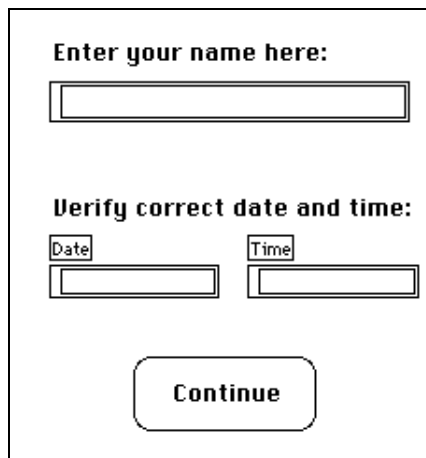 Enter your name here:
Verify correct date and time:
Date Time
Continue